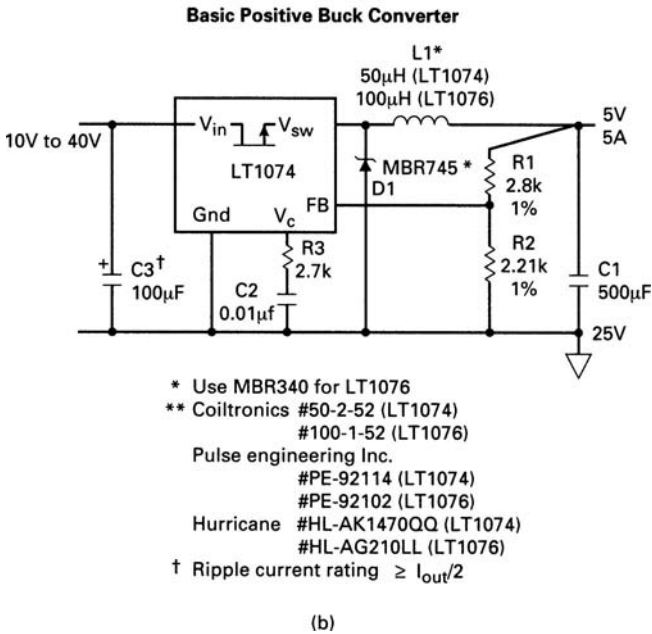 Basic Positive Buck Converter
L1*
50µH (LT1074)
100µH (LT1076)
5V
5A
10V to 40V
Vin
Vsw
LT1074
MBR745 *
D1
R1
2.8k
1%
FB
Gnd
Vc
R3
2.7k
R2
2.21k
1%
+
C3†
100µF
C2
0.01µf
C1
500µF
25V
* Use MBR340 for LT1076
** Coiltronics #50-2-52 (LT1074)
#100-1-52 (LT1076)
Pulse engineering Inc.
#PE-92114 (LT1074)
#PE-92102 (LT1076)
Hurricane #HL-AK1470QQ (LT1074)
#HL-AG210LL (LT1076)
† Ripple current rating ≥ Iout/2
(b)